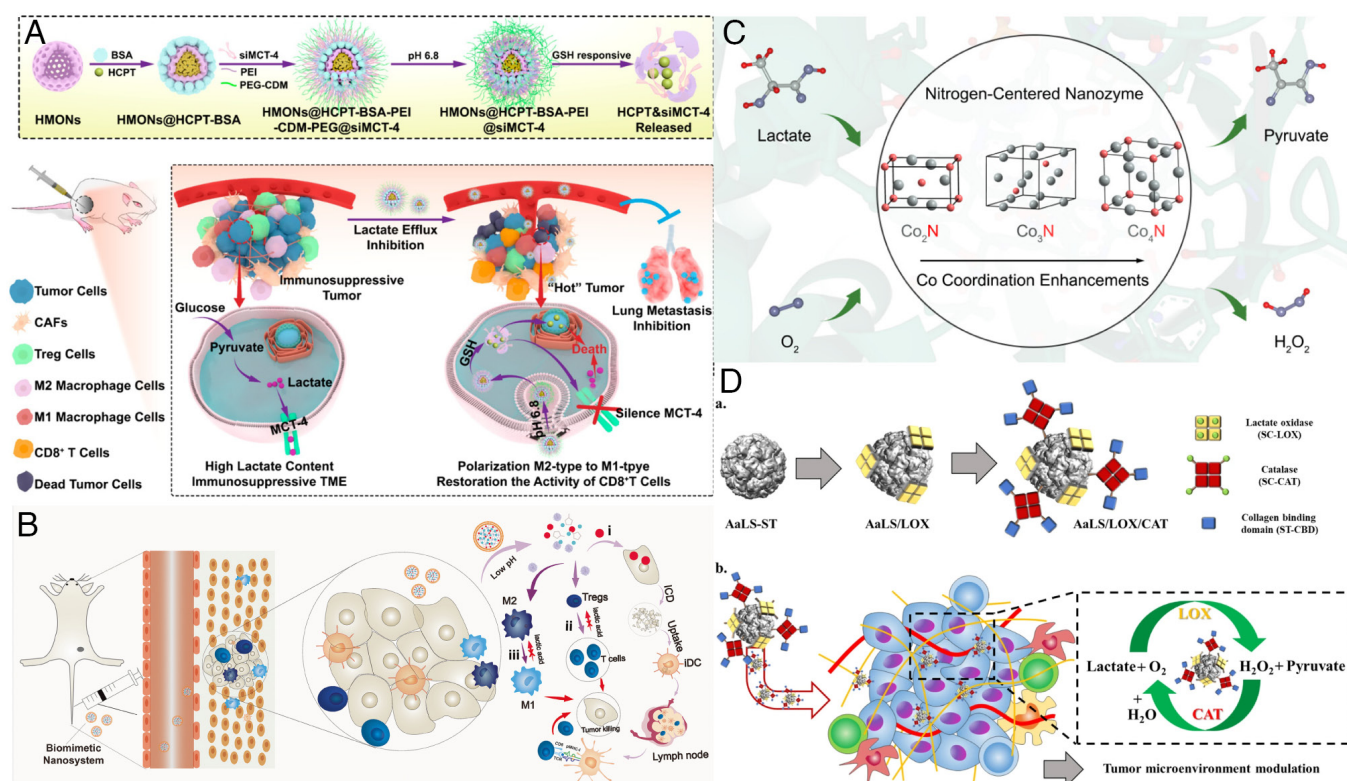 A
BSA
HCPT
siMCT-4
PEI
PEG-CDM
pH 6.8
GSH responsive
HMONs
HMONs@HCPT-BSA
HMONs@HCPT-BSA-PEI
-CDM-PEG@siMCT-4
HMONs@HCPT-BSA-PEI
@siMCT-4
HCPT&siMCT-4
Released
Tumor Cells
CAFs
Treg Cells
M2 Macrophage Cells
M1 Macrophage Cells
CD8⁺ T Cells
Dead Tumor Cells
Lactate Efflux
Inhibition
Immunosuppressive
Tumor
"Hot" Tumor
Lung Metastasis
Inhibition
Glucose
Pyruvate
Lactate
MCT-4
GSH
Death
pH 6.8
Silence MCT-4
High Lactate Content
Immunosuppressive TME
Polarization M2-type to M1-tpye
Restoration the Activity of CD8⁺T Cells
B
Biomimetic
Nanosystem
Low pH
i
M2
Tregs
ICD
lactic acid
ii
lactic acid
iii
Uptake
T cells
iDC
M1
Tumor killing
Lymph node
C
Lactate
Nitrogen-Centered Nanozyme
Pyruvate
Co₂N
Co₃N
Co₄N
Co Coordination Enhancements
O₂
H₂O₂
D
a.
AaLS-ST
AaLS/LOX
AaLS/LOX/CAT
Lactate oxidase
(SC-LOX)
Catalase
(SC-CAT)
Collagen binding
domain (ST-CBD)
b.
LOX
Lactate + O₂
H₂O₂ + Pyruvate
+
H₂O
CAT
Tumor microenvironment modulation